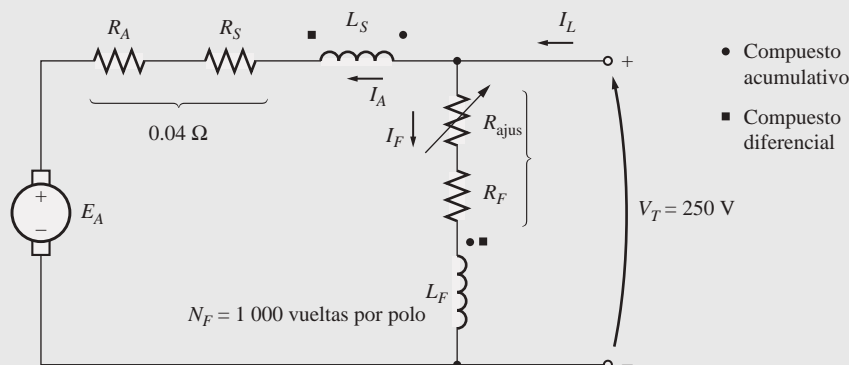 L_S
I_L
R_A
R_S
+
• Compuesto
acumulativo
I_A
R_ajus
■ Compuesto
diferencial
0.04 Ω
I_F
R_F
+
E_A
V_T = 250 V
−
L_F
N_F = 1 000 vueltas por polo
−